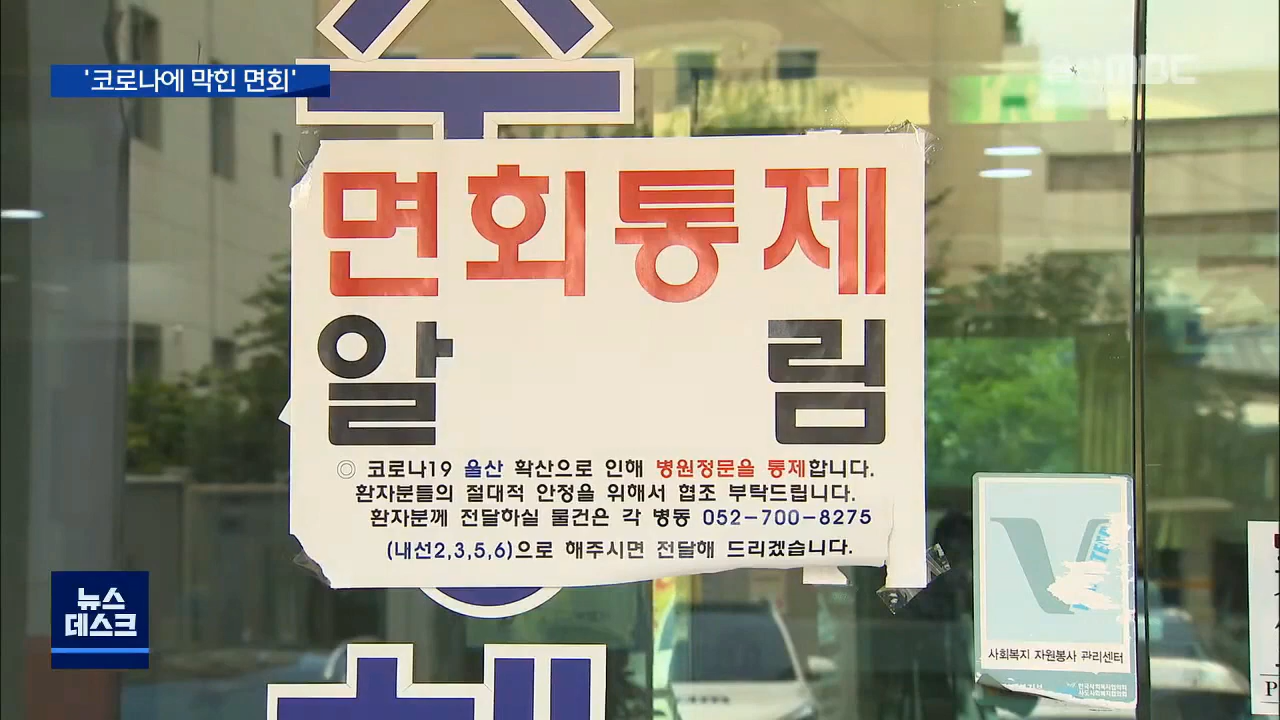 '코로나에 막힌 면회'
MBC
면회통제
알 림
◎ 코로나19 울산 확산으로 인해 병원정문을 통제합니다.
환자분들의 절대적 안정을 위해서 협조 부탁드립니다.
환자분께 전달하실 물건은 각 병동 052-700-8275
(내선2,3,5,6)으로 해주시면 전달해 드리겠습니다.
뉴스
데스크
사회복지 자원봉사 관리센터